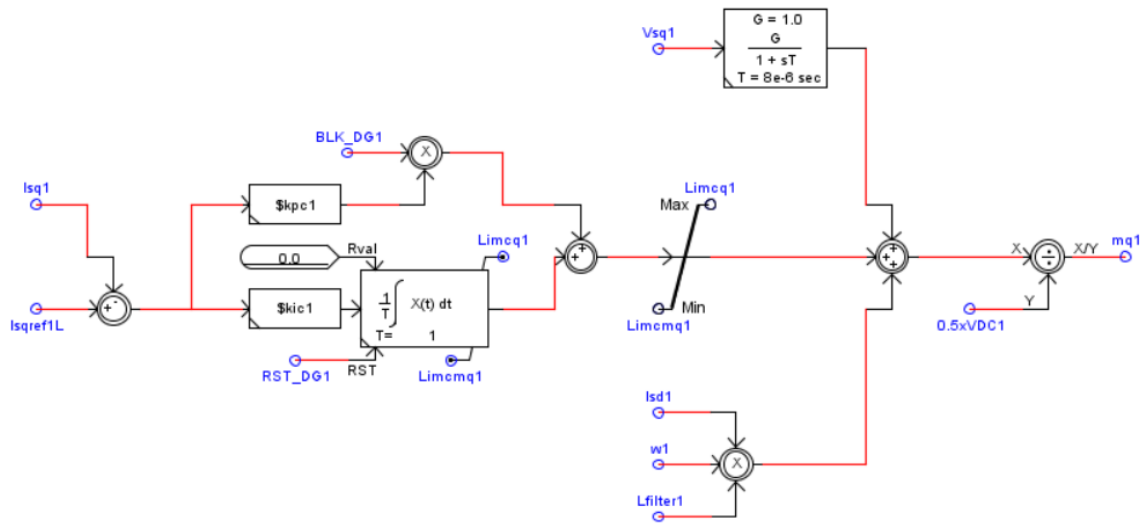 G = 1.0
Vsq1
G
1 + sT
T = 8e-6 sec
BLK_DG1
X
Isq1
$kpc1
Limcq1
Max
Rval
Limcq1
0.0
+
+
+
+
+
X
X/Y
mq1
÷
1
T
X(t) dt
T= 1
$kic1
+
-
Isqref1L
Min
Limcmq1
Y
0.5xVDC1
RST_DG1
RST
Limcmq1
Isd1
w1
X
Lfilter1